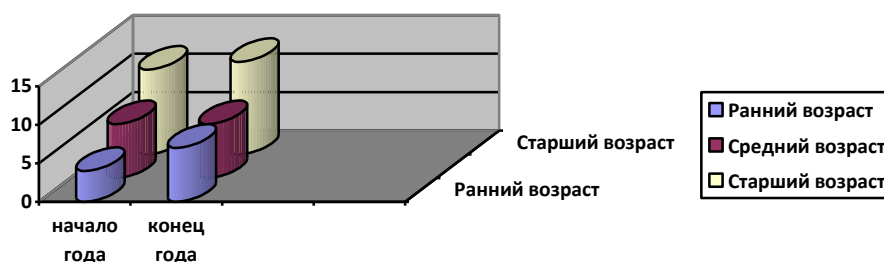 15
10
5
0
начало года
конец года
Ранний возраст
Старший возраст
Ранний возраст
Средний возраст
Старший возраст